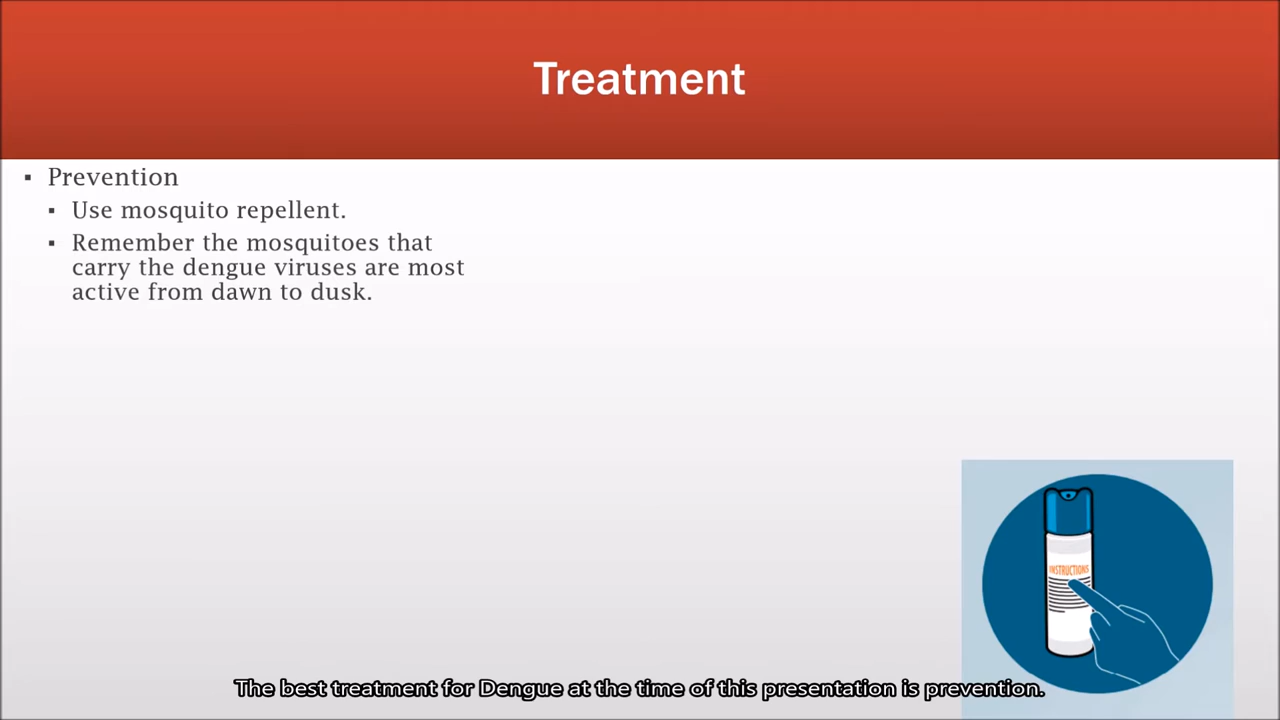 Treatment
▪ Prevention
▪ Use mosquito repellent.
▪ Remember the mosquitoes that
carry the dengue viruses are most
active from dawn to dusk.
INSTRUCTIONS
The best treatment for Dengue at the time of this presentation is prevention.